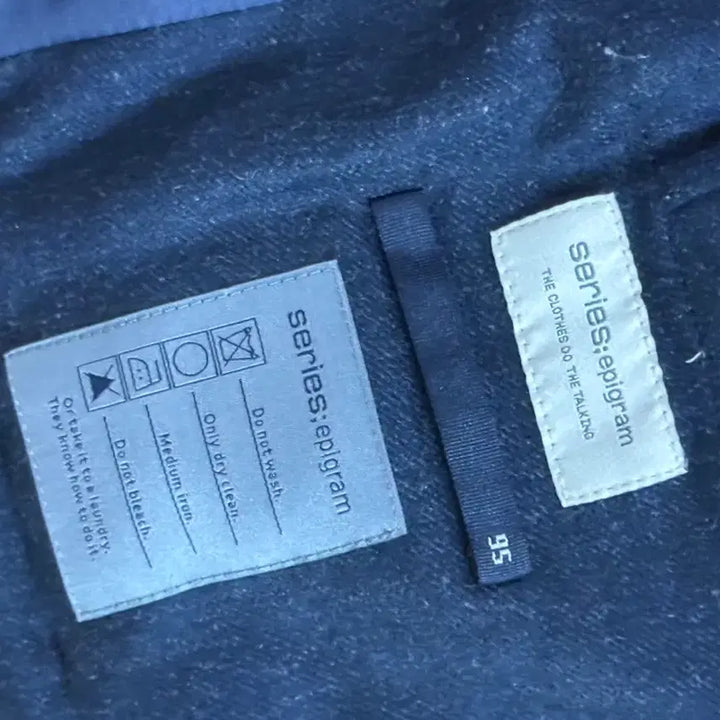 series;epigram
Do not wash.
Only dry clean.
Medium iron.
Do not bleach.
Or take it to a laundry.
They know how to do it.
95
series;epigram
THE CLOTHES DO THE TALKING